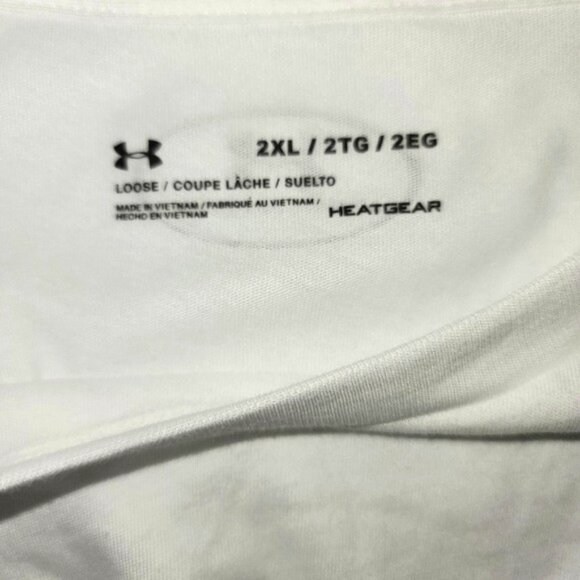 2XL / 2TG / 2EG
LOOSE / COUPE LÂCHE / SUELTO
MADE IN VIETNAM / FABRIQUÉ AU VIETNAM /
HECHO EN VIETNAM
HEATGEAR